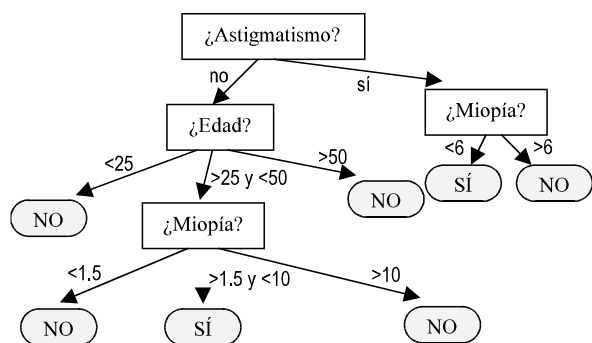 ¿Astigmatismo?
no
sí
¿Edad?
¿Miopía?
<25
>25 y <50
>50
<6
>6
NO
NO
SÍ
NO
¿Miopía?
<1.5
>1.5 y <10
>10
NO
SÍ
NO